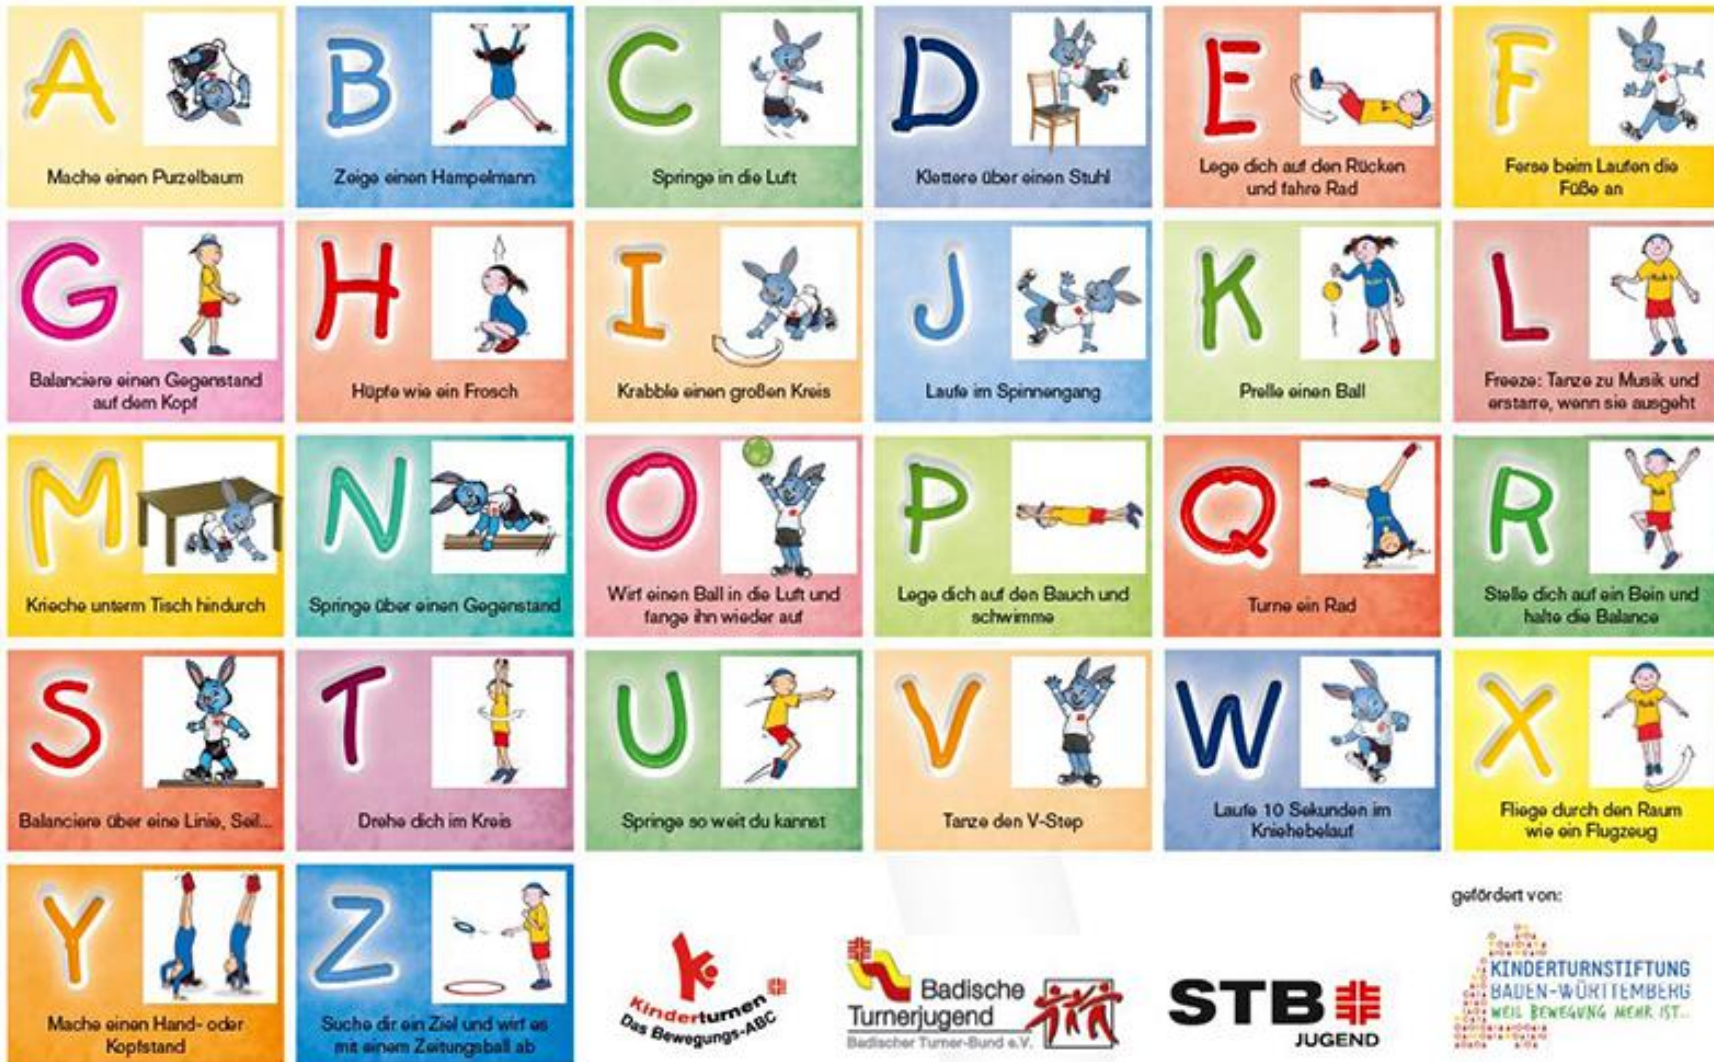 A
Mache einen Purzelbaum
B
Zeige einen Hampelmann
C
Springe in die Luft
D
Klettere über einen Stuhl
E
Lege dich auf den Rücken
und fahre Rad
F
Ferse beim Laufen die
Füße an
G
Balanciere einen Gegenstand
auf dem Kopf
H
Hüpfe wie ein Frosch
I
Krabble einen großen Kreis
J
Laufe im Spinnengang
K
Prelle einen Ball
L
Freeze: Tanze zu Musik und
erstarre, wenn sie ausgeht
M
Krieche unterm Tisch hindurch
N
Springe über einen Gegenstand
O
Wirf einen Ball in die Luft und
fange ihn wieder auf
P
Lege dich auf den Bauch und
schwimme
Q
Turne ein Rad
R
Stelle dich auf ein Bein und
halte die Balance
S
Balanciere über eine Linie, Seil...
T
Drehe dich im Kreis
U
Springe so weit du kannst
V
Tanze den V-Step
W
Laufe 10 Sekunden im
Kniehebelauf
X
Fliege durch den Raum
wie ein Flugzeug
Y
Mache einen Hand- oder
Kopfstand
Z
Suche dir ein Ziel und wirf es
mit einem Zeitungsball ab
Kinderturnen
Das Bewegungs-ABC
Badische
Turnerjugend
Badischer Turner-Bund e.V.
STB
JUGEND
gefördert von:
KINDERTURNSTIFTUNG
BADEN-WÜRTTEMBERG
WEIL BEWEGUNG MEHR IST...